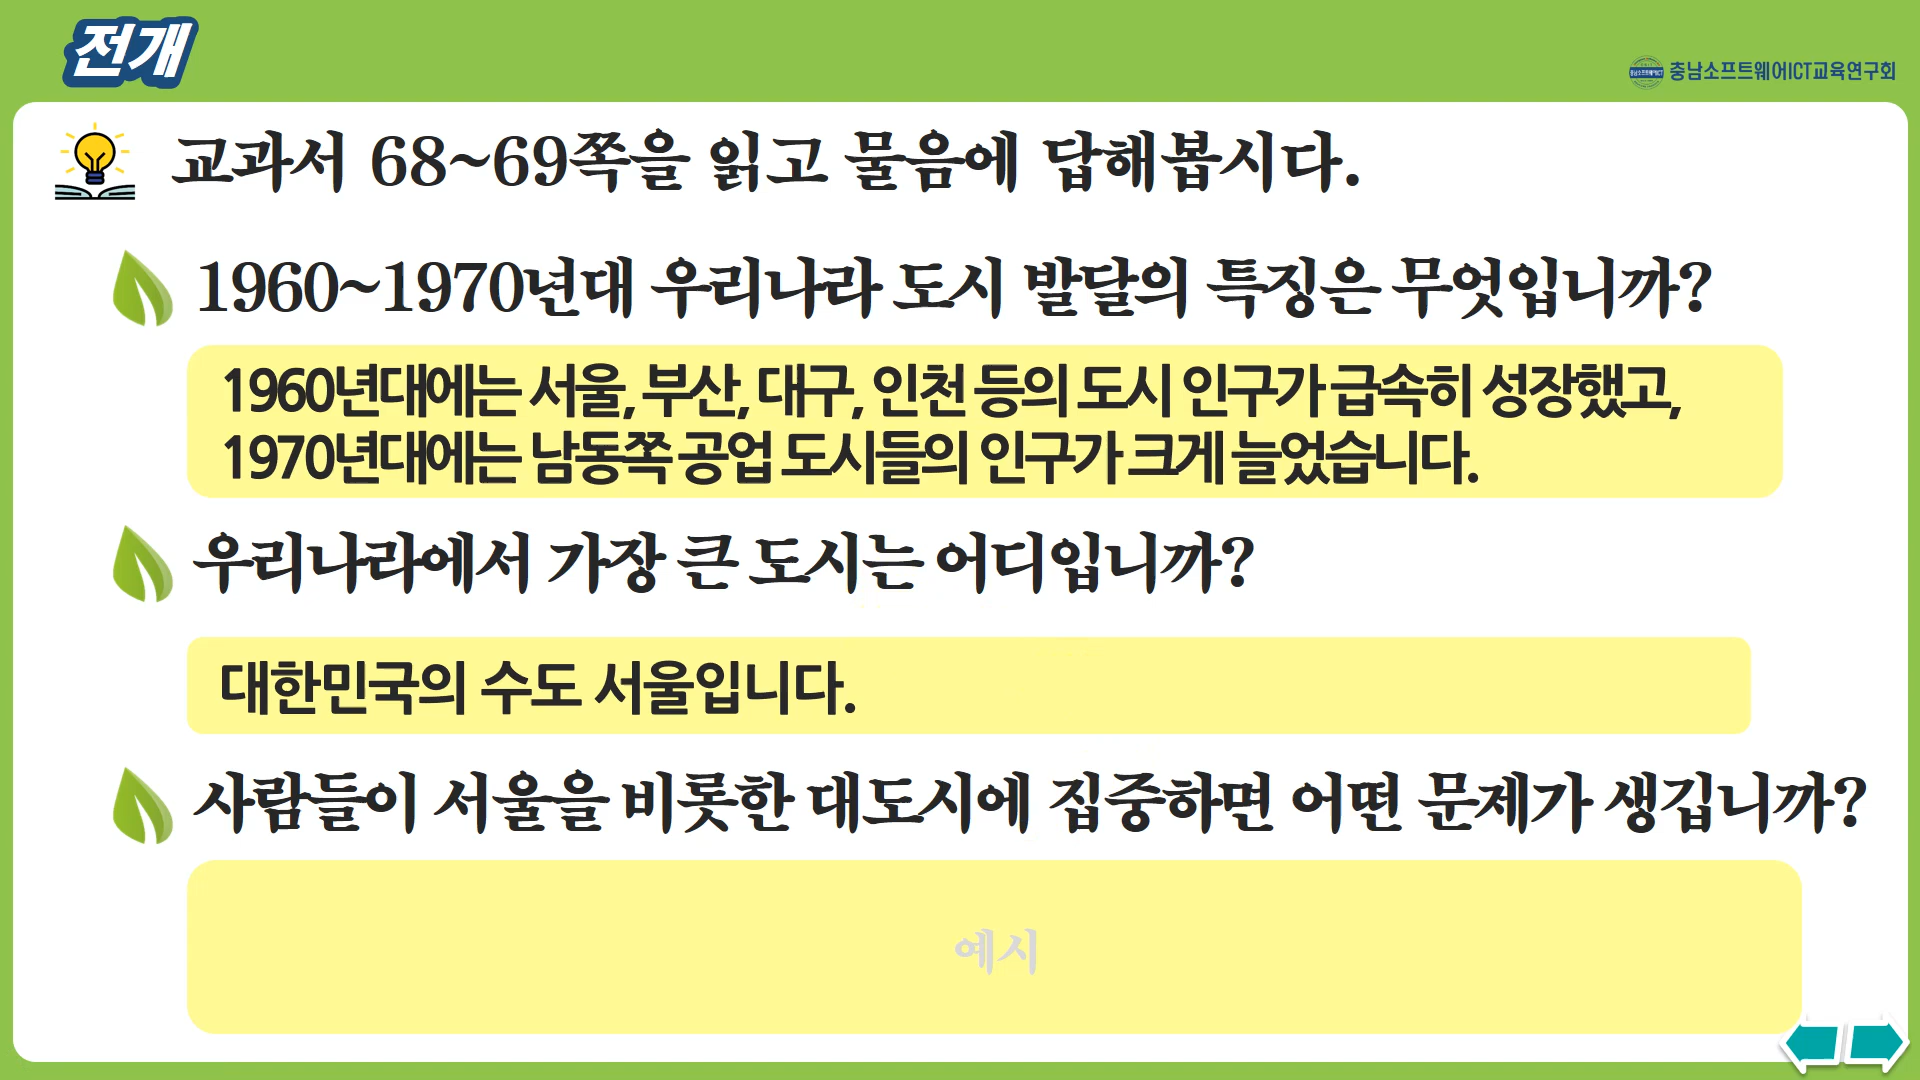 전개
충남소프트웨어ICT교육연구회
교과서 68~69쪽을 읽고 물음에 답해봅시다.
1960~1970년대 우리나라 도시 발달의 특징은 무엇입니까?
1960년대에는 서울, 부산, 대구, 인천 등의 도시 인구가 급속히 성장했고,
1970년대에는 남동쪽 공업 도시들의 인구가 크게 늘었습니다.
우리나라에서 가장 큰 도시는 어디입니까?
대한민국의 수도 서울입니다.
사람들이 서울을 비롯한 대도시에 집중하면 어떤 문제가 생깁니까?
예시